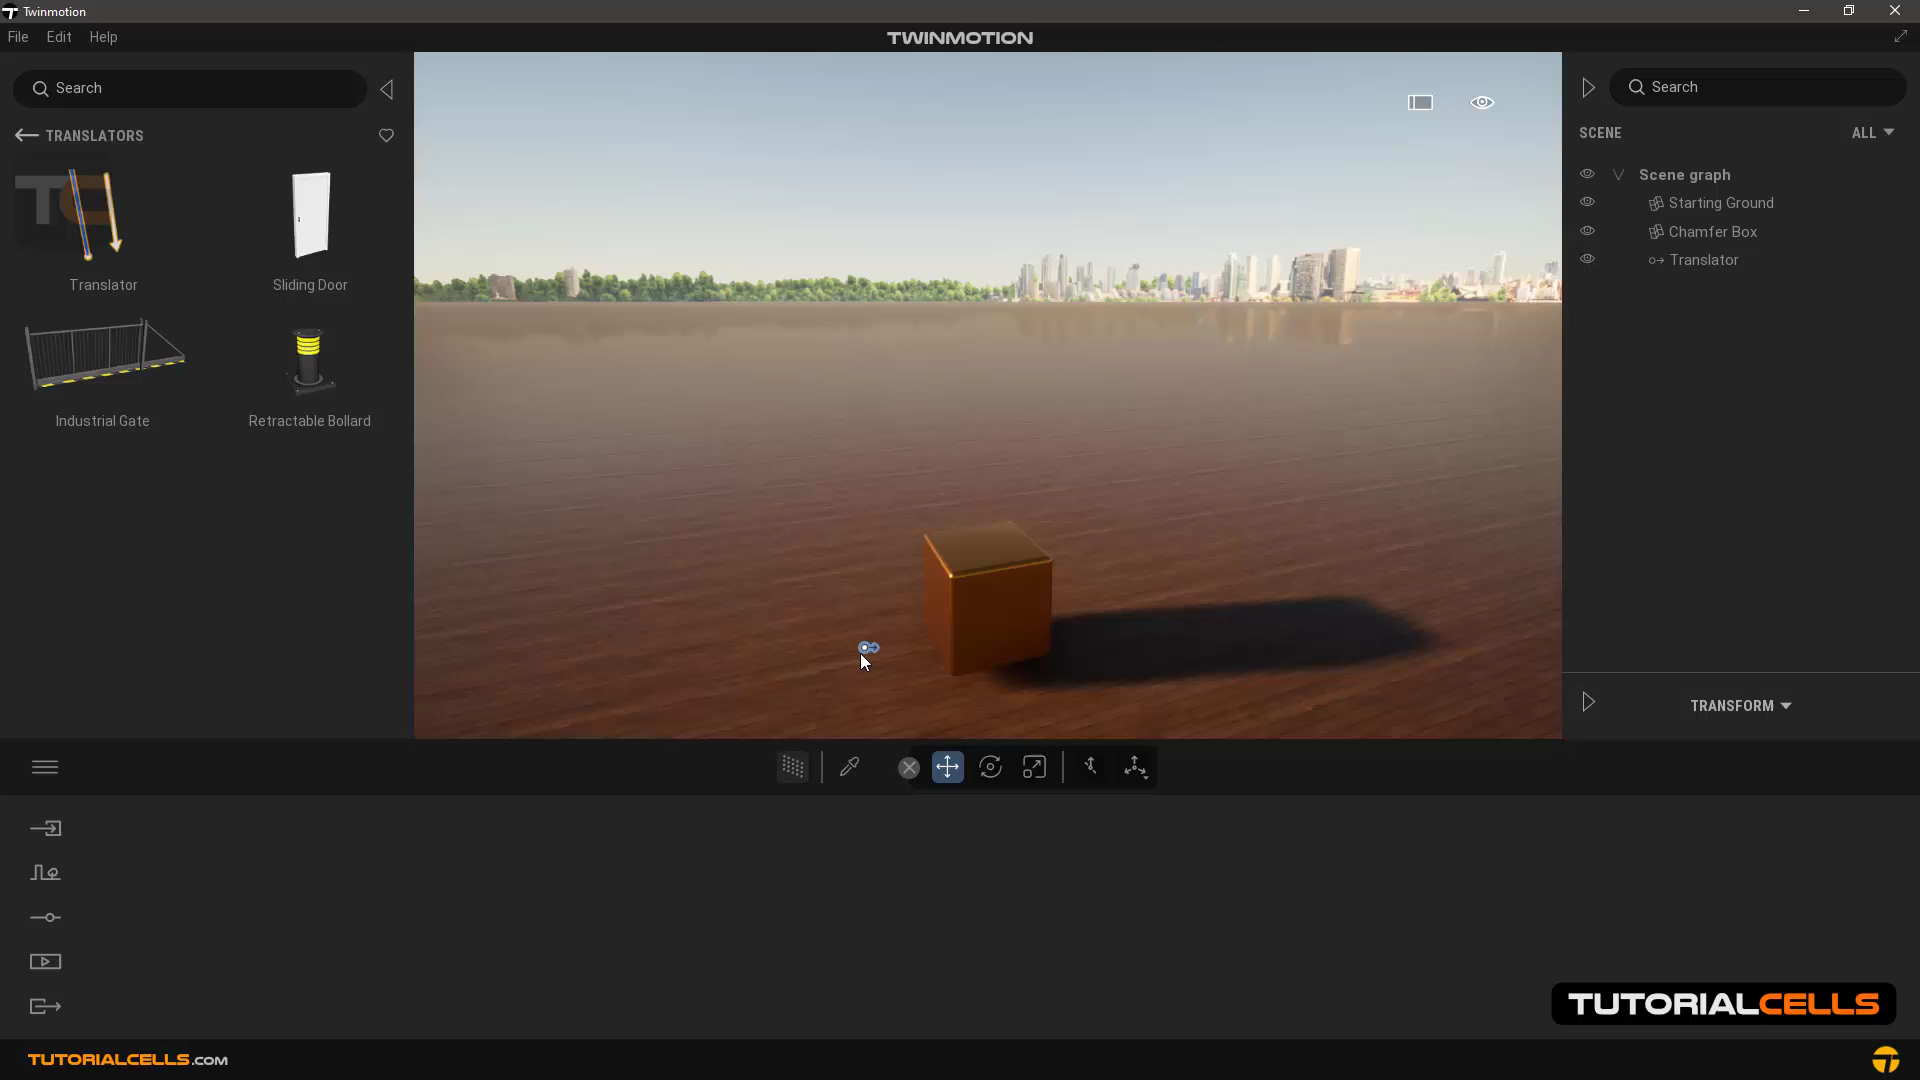 Twinmotion
File Edit Help
TWINMOTION
Search
TRANSLATORS
TC
Translator
Sliding Door
Industrial Gate
Retractable Bollard
Search
SCENE
ALL
Scene graph
Starting Ground
Chamfer Box
Translator
TRANSFORM
TUTORIALCELLS
TUTORIALCELLS.COM